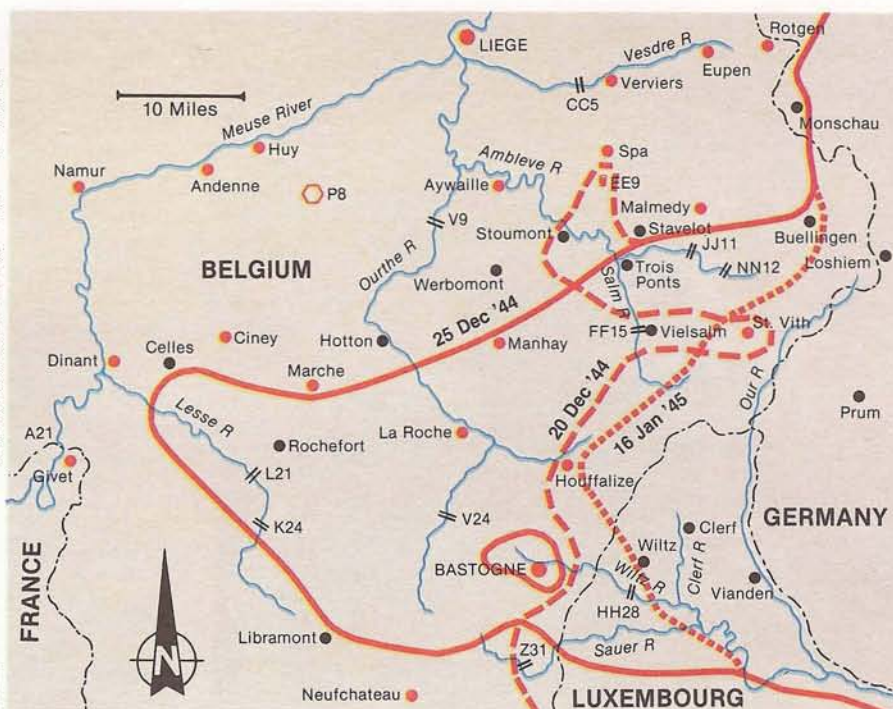 Rotgen
LIEGE
Vesdre R
Eupen
Verviers
CC5
10 Miles
Meuse River
Monschau
Huy
Spa
Ambleve R
Namur
Andenne
P8
Aywaille
EE9
Malmedy
V9
Stoumont
Stavelot
Buellingen
JJ11
Loshiem
BELGIUM
Ourthe R
Werbomont
Trois
Ponts
NN12
Salm R
25 Dec '44
FF15
Vielsalm
St. Vith
Ciney
Hotton
Manhay
Dinant
Celles
Marche
20 Dec '44
16 Jan '45
Our R
Prum
Lesse R
La Roche
A21
Rochefort
Givet
L21
Houffalize
K24
V24
Clerf
GERMANY
FRANCE
Wiltz
BASTOGNE
Wiltz R
Clerf R
Vianden
HH28
N
Libramont
Z31
Sauer R
Neufchateau
LUXEMBOURG